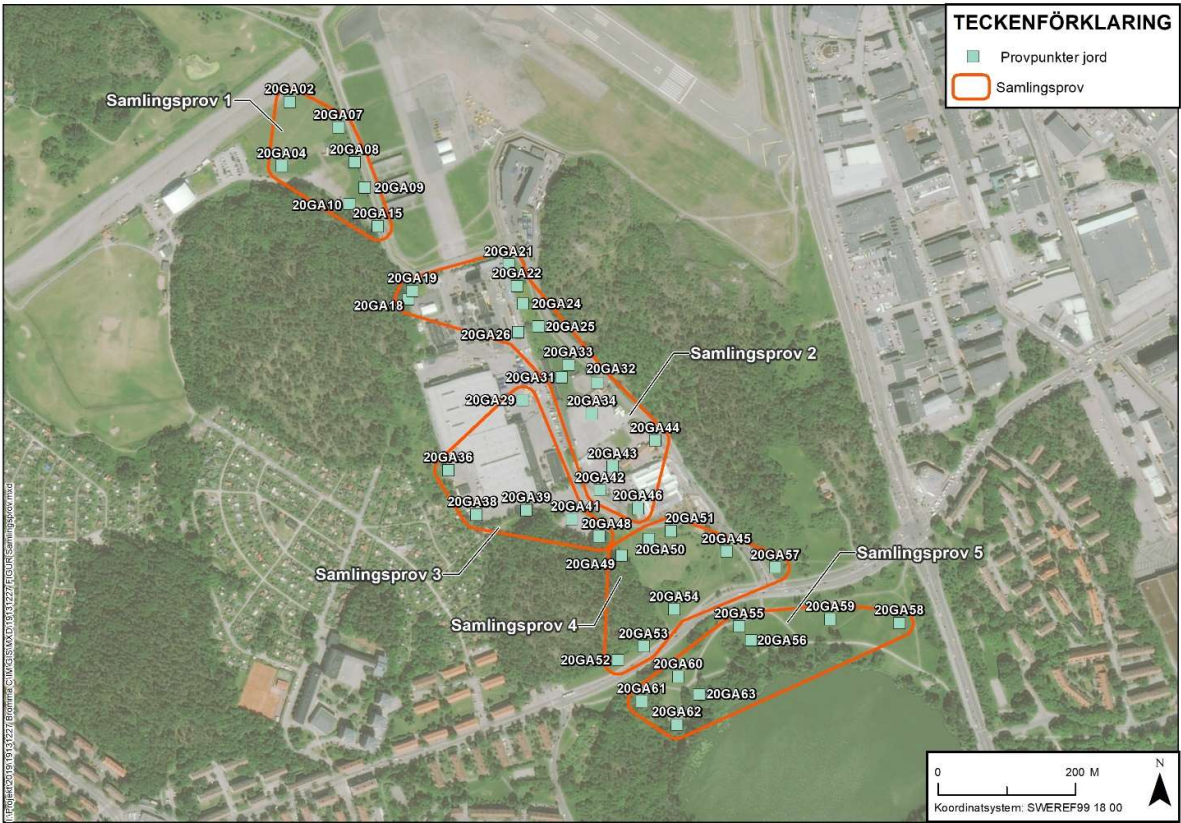 TECKENFÖRKLARING
Provpunkter jord
Samlingsprov
Samlingsprov 1
20GA02
20GA07
20GA04
20GA08
20GA09
20GA10
20GA15
20GA21
20GA22
20GA19
20GA18
20GA24
20GA25
20GA26
20GA33
Samlingsprov 2
20GA31
20GA32
20GA29
20GA34
20GA44
20GA36
20GA43
20GA42
20GA38
20GA39
20GA46
20GA41
20GA51
20GA48
20GA50
20GA45
20GA57
20GA49
Samlingsprov 5
Samlingsprov 3
20GA54
20GA55
20GA59
20GA58
Samlingsprov 4
20GA56
20GA53
20GA52
20GA60
20GA61
20GA63
20GA62
N
0 200 M
Koordinatsystem: SWEREF99 18 00